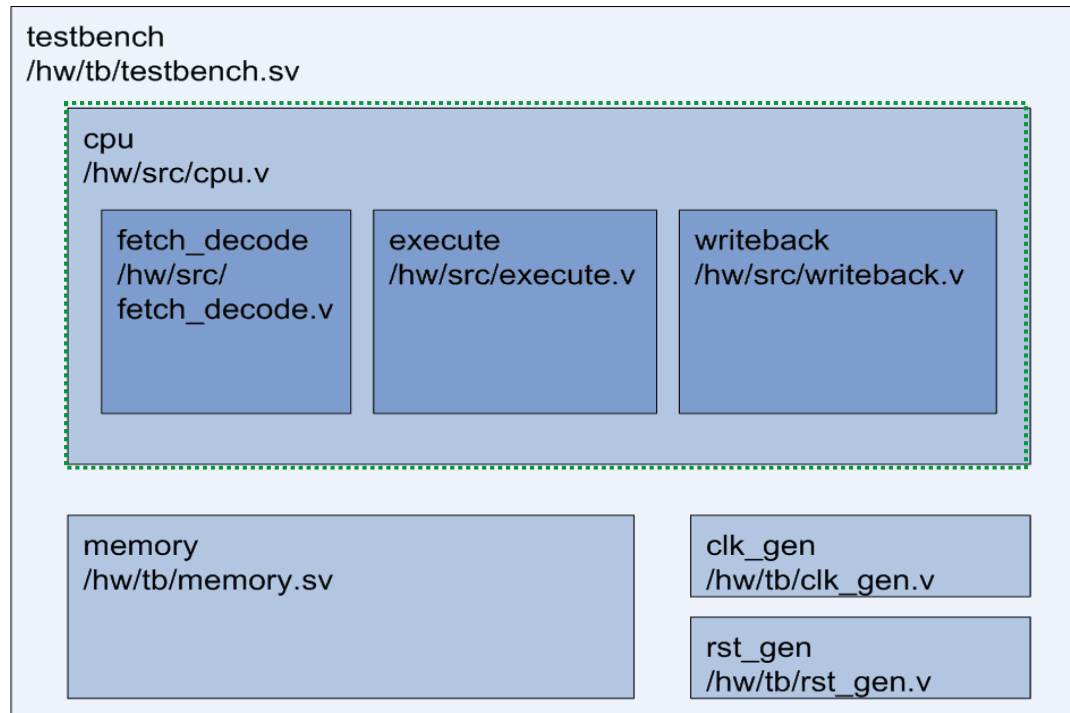 testbench
/hw/tb/testbench.sv
cpu
/hw/src/cpu.v
fetch_decode
/hw/src/
fetch_decode.v
execute
/hw/src/execute.v
writeback
/hw/src/writeback.v
memory
/hw/tb/memory.sv
clk_gen
/hw/tb/clk_gen.v
rst_gen
/hw/tb/rst_gen.v